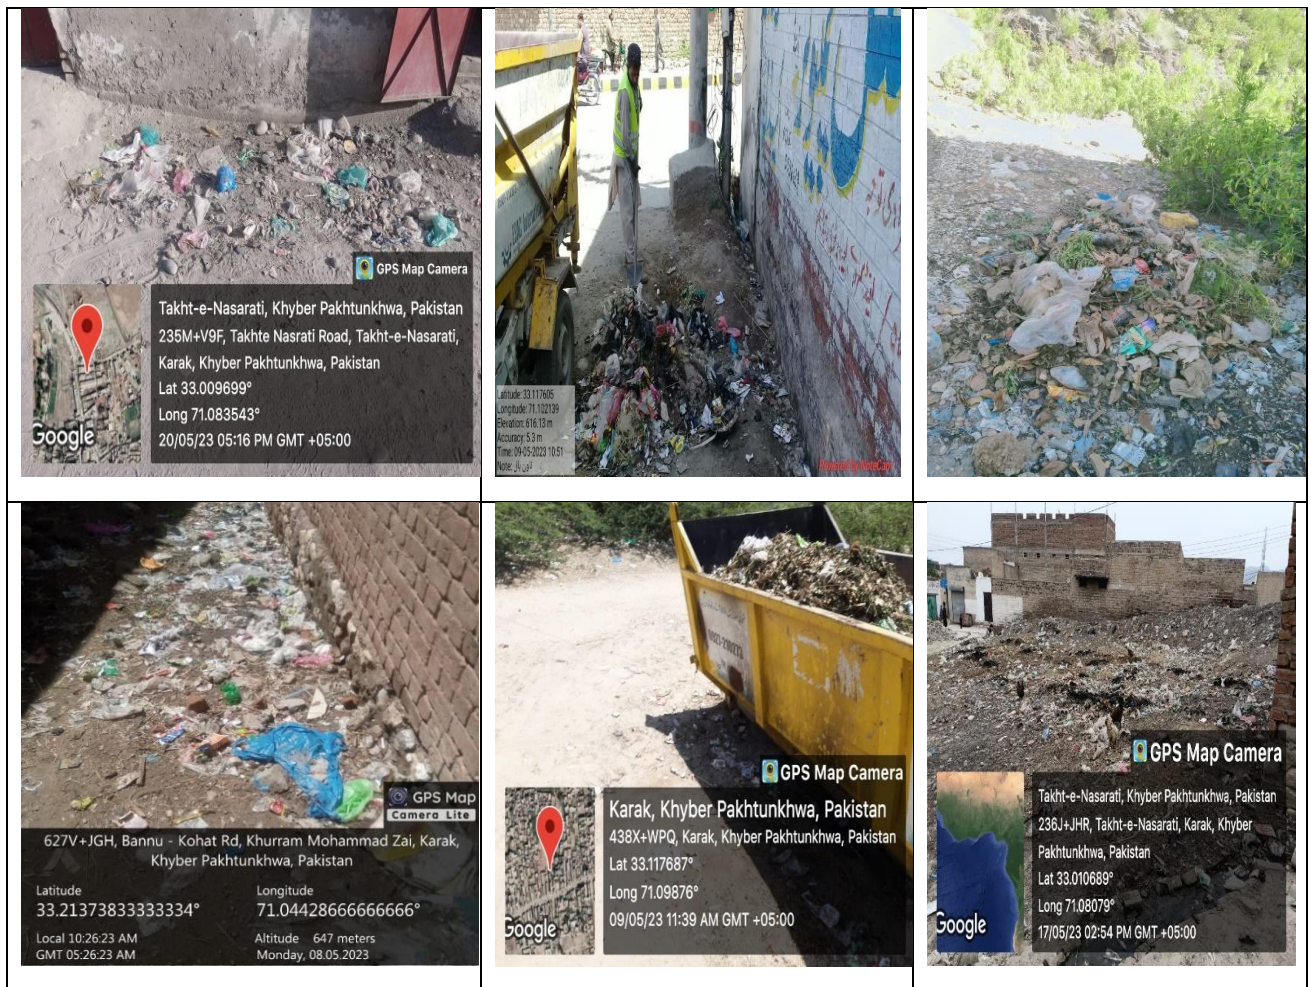 GPS Map Camera
Takht-e-Nasarati, Khyber Pakhtunkhwa, Pakistan
235M+V9F, Takhte Nasrati Road, Takht-e-Nasarati,
Karak, Khyber Pakhtunkhwa, Pakistan
Lat 33.009699°
Long 71.083543°
20/05/23 05:16 PM GMT +05:00
Google
Latitude: 33.117605
Longitude: 71.102139
Elevation: 616.13 m
Accuracy: 5.3 m
Time: 09-05-2023 10:51
Note:
Powered by NoteCam
GPS Map
Camera Lite
627V+JGH, Bannu - Kohat Rd, Khurram Mohammad Zai, Karak,
Khyber Pakhtunkhwa, Pakistan
Latitude
33.21373833333334°
Longitude
71.04428666666666°
Local 10:26:23 AM
GMT 05:26:23 AM
Altitude 647 meters
Monday, 08.05.2023
GPS Map Camera
Karak, Khyber Pakhtunkhwa, Pakistan
438X+WPQ, Karak, Khyber Pakhtunkhwa, Pakistan
Lat 33.117687°
Long 71.09876°
09/05/23 11:39 AM GMT +05:00
Google
GPS Map Camera
Takht-e-Nasarati, Khyber Pakhtunkhwa, Pakistan
236J+JHR, Takht-e-Nasarati, Karak, Khyber
Pakhtunkhwa, Pakistan
Lat 33.010689°
Long 71.08079°
17/05/23 02:54 PM GMT +05:00
Google